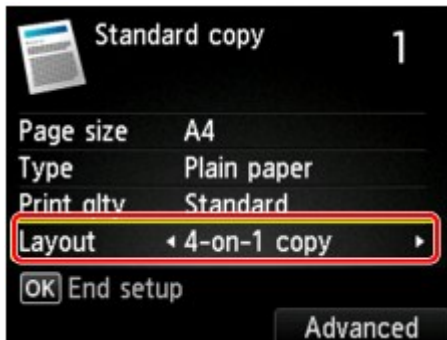 Standard copy 1
Page size A4
Type Plain paper
Print qlty Standard
Layout 4-on-1 copy
OK End setup
Advanced